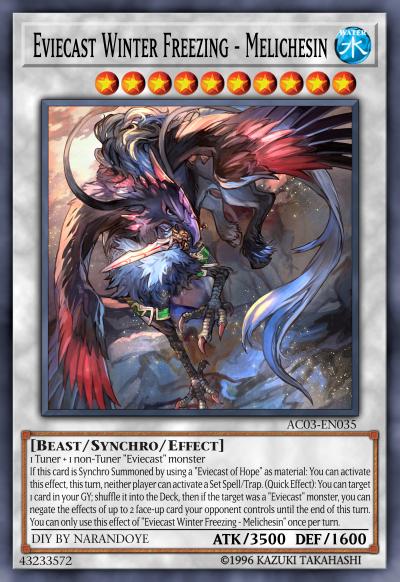 Eviecast Winter Freezing - Melichesin
WATER
水
AC03-EN035
[Beast/Synchro/Effect]
1 Tuner + 1 non-Tuner "Eviecast" monster
If this card is Synchro Summoned by using a "Eviecast of Hope" as material: You can activate
this effect, this turn, neither player can activate a Set Spell/Trap. (Quick Effect): You can target
1 card in your GY; shuffle it into the Deck, then if the target was a "Eviecast" monster, you can
negate the effects of up to 2 face-up card your opponent controls until the end of this turn.
You can only use this effect of "Eviecast Winter Freezing - Melichesin" once per turn.
DIY BY NARANDOYE
ATK/3500 DEF/1600
43233572
©1996 KAZUKI TAKAHASHI